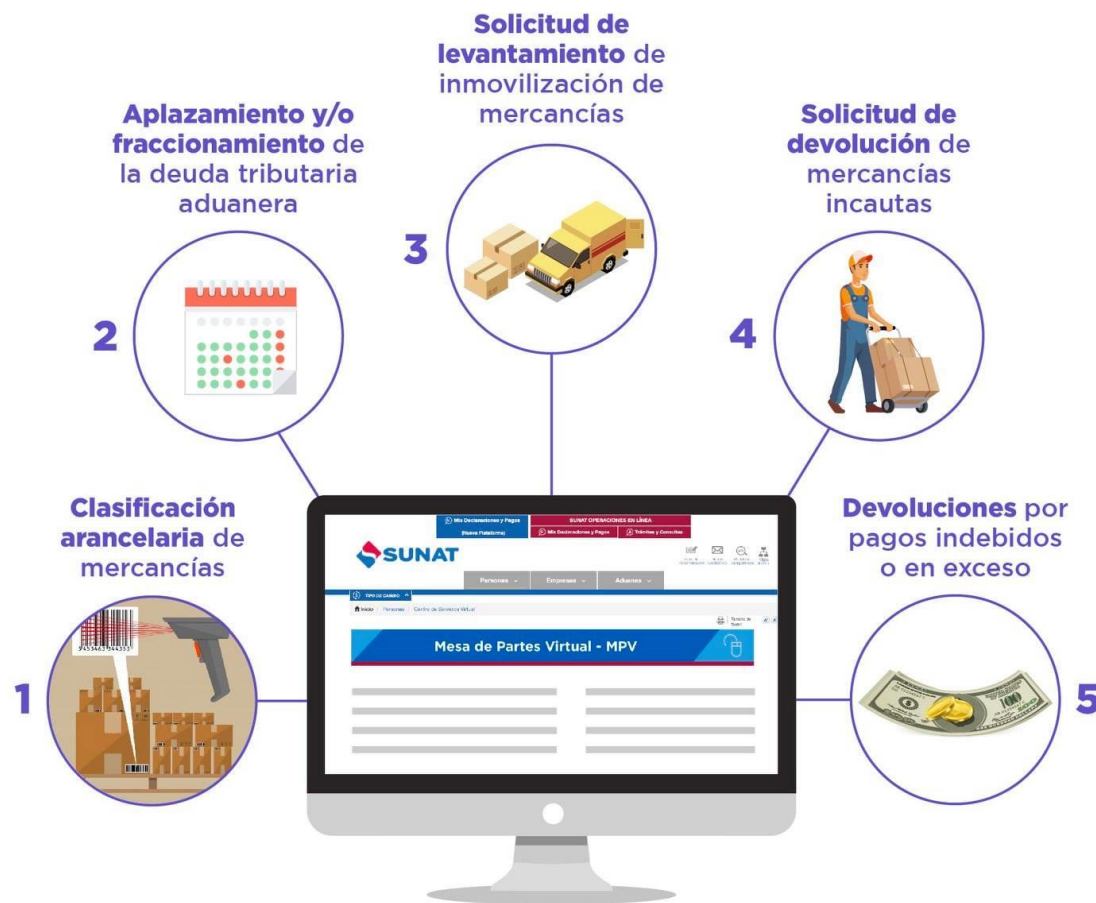 Solicitud de
levantamiento de
inmovilización de
mercancías
3
Aplazamiento y/o
fraccionamiento de
la deuda tributaria
aduanera
2
Solicitud de
devolución de
mercancías
incautas
4
Clasificación
arancelaria de
mercancías
1
9453463344353
Devoluciones por
pagos indebidos
o en exceso
5
100
Mis Declaraciones y Pagos
(Nueva Plataforma)
SUNAT OPERACIONES EN LÍNEA
Mis Declaraciones y Pagos
Trámites y Consultas
SUNAT
Personas
Empresas
Aduanas
TIPO DE CAMBIO
Inicio / Personas / Centro de Servicios Virtual
Mesa de Partes Virtual - MPV